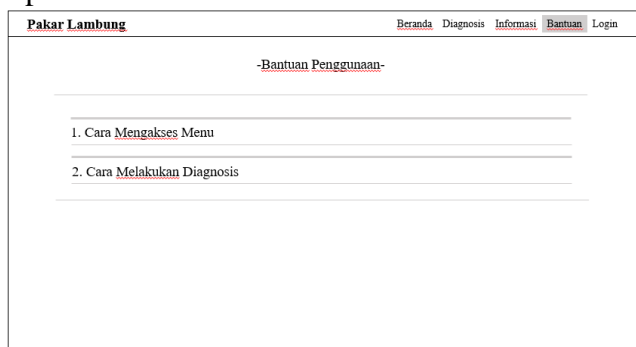 Pakar Lambung Beranda Diagnosis Informasi Bantuan Login
-Bantuan Penggunaan-
1. Cara Mengakses Menu
2. Cara Melakukan Diagnosis